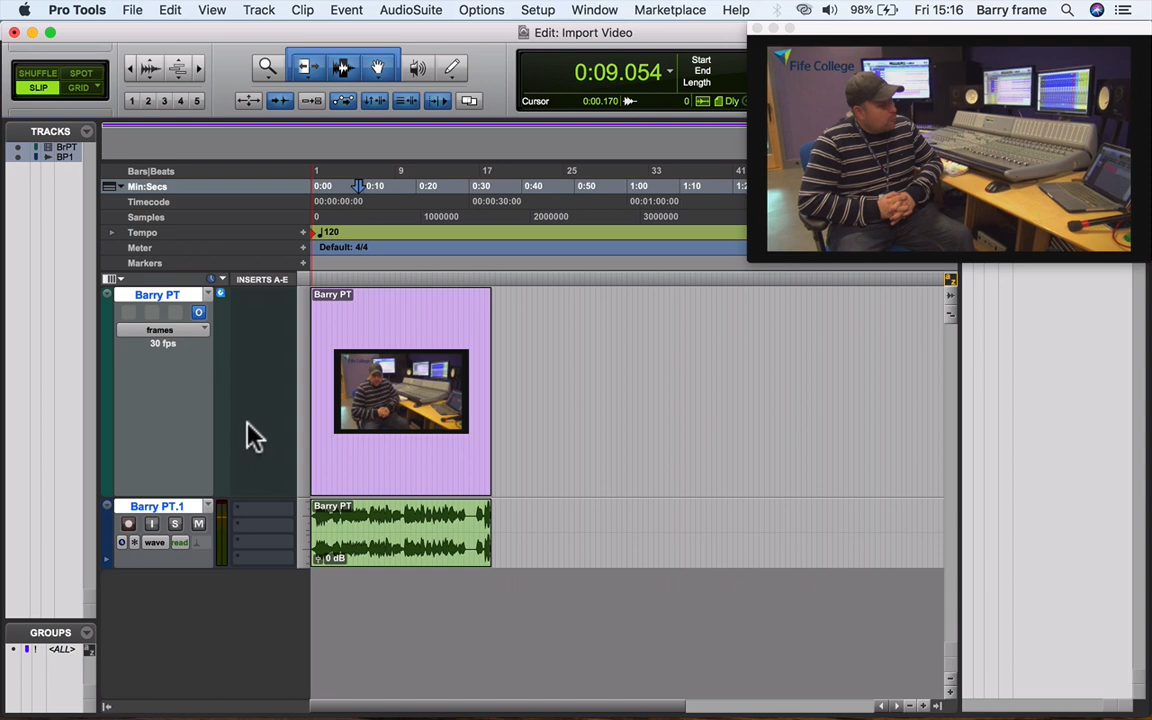 Pro Tools File Edit View Track Clip Event AudioSuite Options Setup Window Marketplace Help 98% Fri 15:16 Barry frame
Edit: Import Video
SHUFFLE SPOT
SLIP GRID
1 2 3 4 5
0:09.054
Start
End
Length
Cursor 0:00.170 0 Dly
Fife College
TRACKS
BrPT
BP1
Bars|Beats 1 9 17 25 33 41
Min:Secs 0:00 0:10 0:20 0:30 0:40 0:50 1:00 1:10 1:2
Timecode 00:00:00:00 00:00:30:00 00:01:00:00
Samples 0 1000000 2000000 3000000
Tempo 120
Meter Default: 4/4
Markers
INSERTS A-E
Barry PT
O
frames
30 fps
Barry PT
Barry PT.1
I S M
wave read
Barry PT
0 dB
GROUPS
! <ALL>